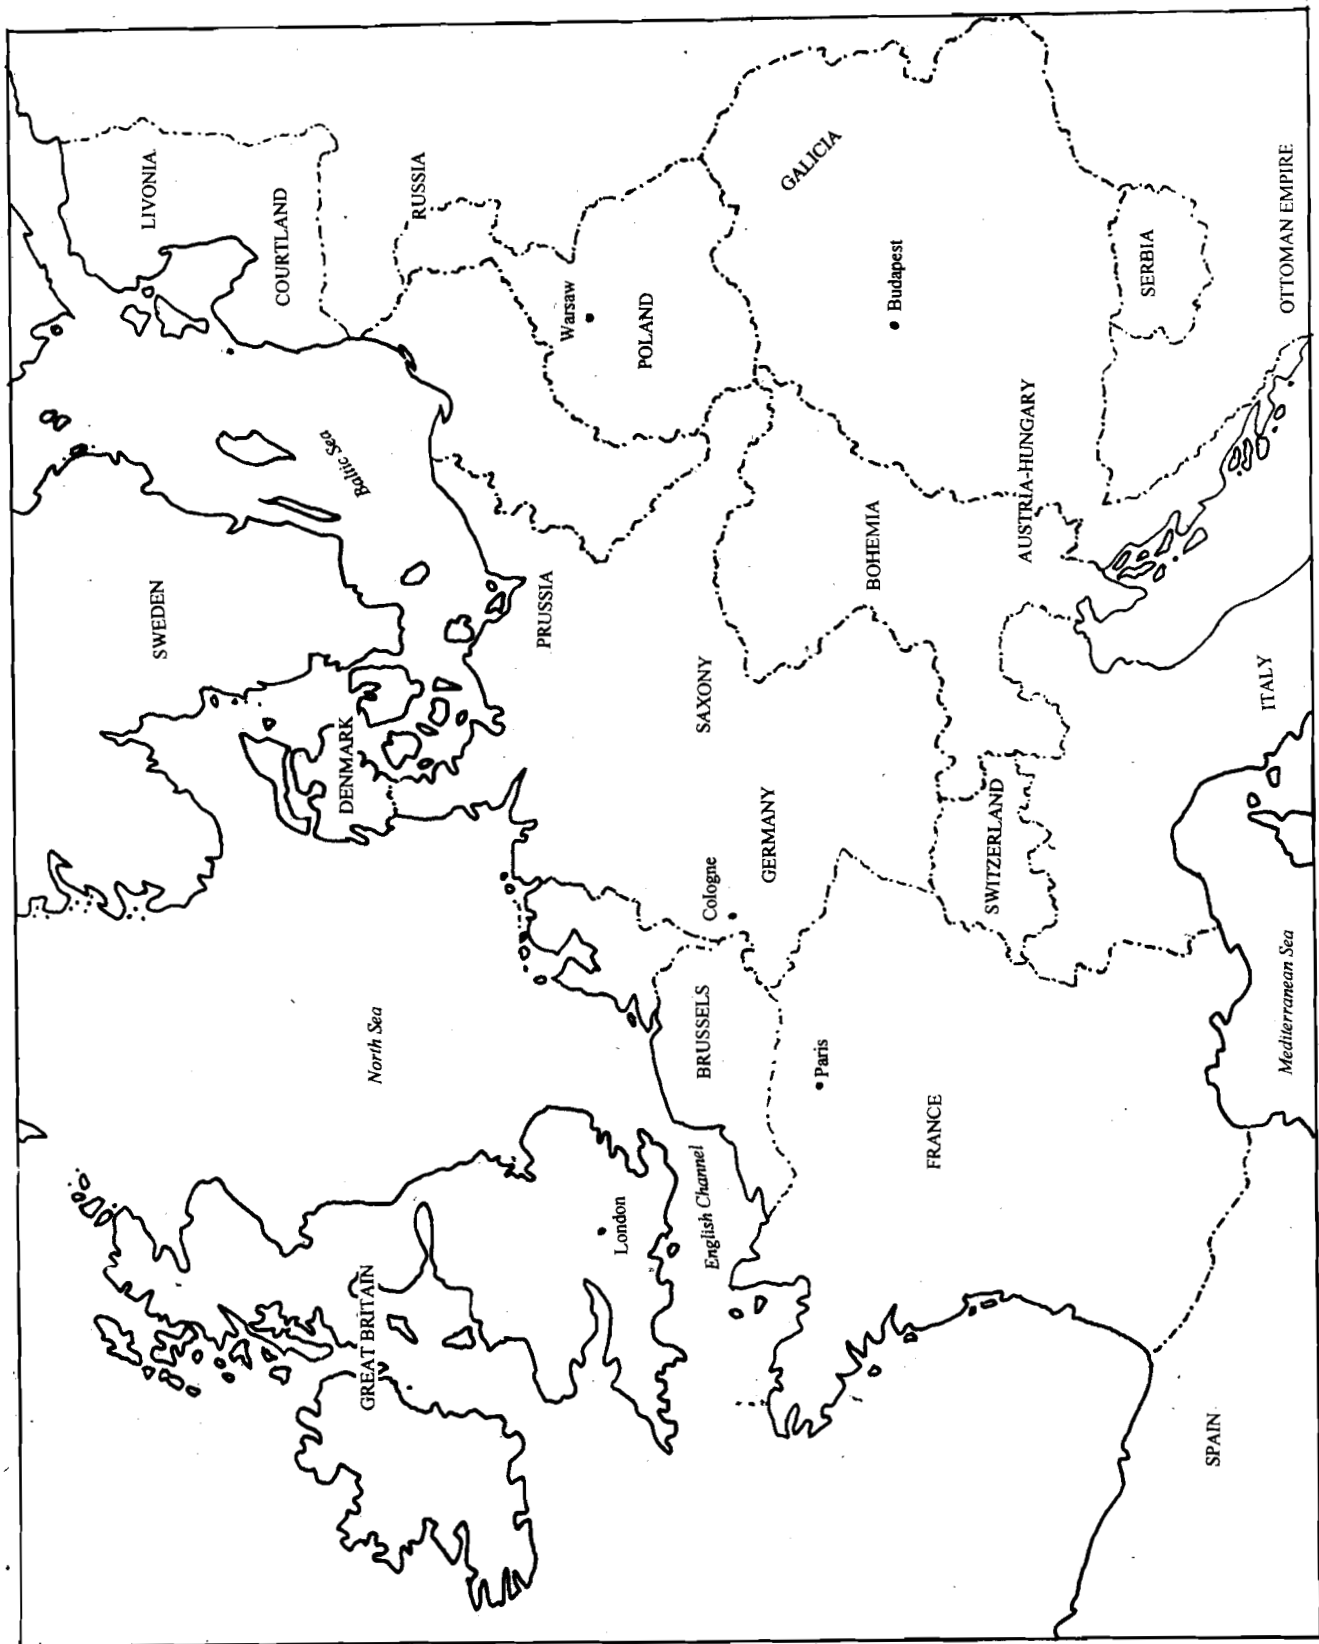 SWEDEN
LIVONIA
COURTLAND
Baltic Sea
RUSSIA
DENMARK
North Sea
GREAT BRITAIN
PRUSSIA
Warsaw
POLAND
London
SAXONY
Cologne
BRUSSELS
English Channel
GERMANY
GALICIA
Paris
BOHEMIA
Budapest
FRANCE
SWITZERLAND
AUSTRIA-HUNGARY
SERBIA
SPAIN
ITALY
Mediterranean Sea
OTTOMAN EMPIRE